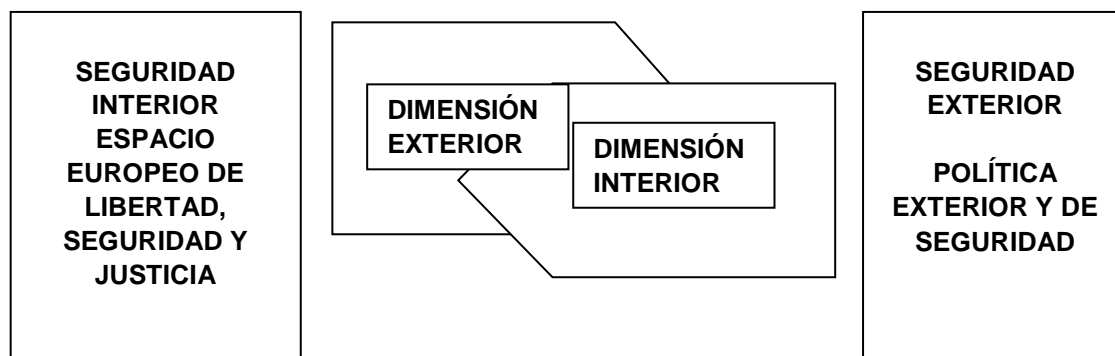 SEGURIDAD
INTERIOR
ESPACIO
EUROPEO DE
LIBERTAD,
SEGURIDAD Y
JUSTICIA
DIMENSIÓN
EXTERIOR
DIMENSIÓN
INTERIOR
SEGURIDAD
EXTERIOR
POLÍTICA
EXTERIOR Y DE
SEGURIDAD